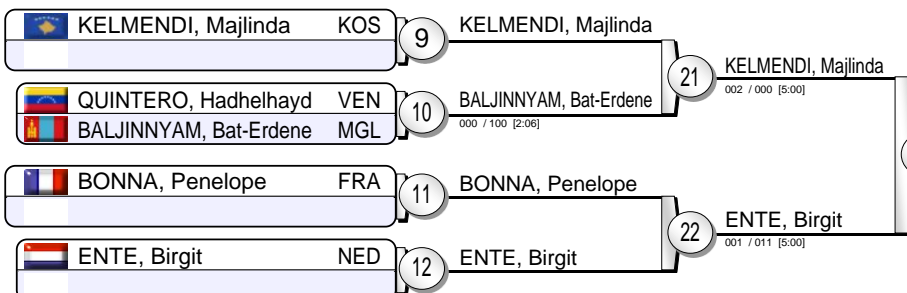 KELMENDI, Majlinda KOS
9
KELMENDI, Majlinda
QUINTERO, Hadhelhayd VEN
BALJINNYAM, Bat-Erdene MGL
10
BALJINNYAM, Bat-Erdene
000 / 100 [2:06]
21
KELMENDI, Majlinda
002 / 000 [5:00]
BONNA, Penelope FRA
11
BONNA, Penelope
ENTE, Birgit NED
12
ENTE, Birgit
22
ENTE, Birgit
001 / 011 [5:00]